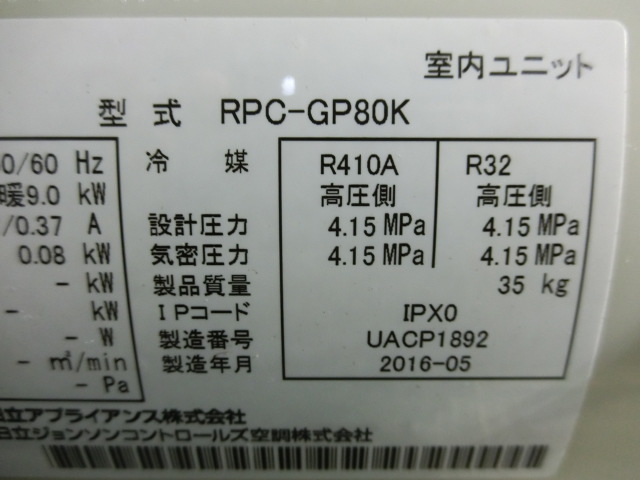 室内ユニット
型式 RPC-GP80K
0/60 Hz 冷媒 R410A R32
暖9.0 kW 高圧側 高圧側
/0.37 A 設計圧力 4.15 MPa 4.15 MPa
0.08 kW 気密圧力 4.15 MPa 4.15 MPa
- kW 製品質量 35 kg
- kW IPコード IPX0
- W 製造番号 UACP1892
- ㎥/min 製造年月 2016-05
- Pa
日立アプライアンス株式会社
日立ジョンソンコントロールズ空調株式会社